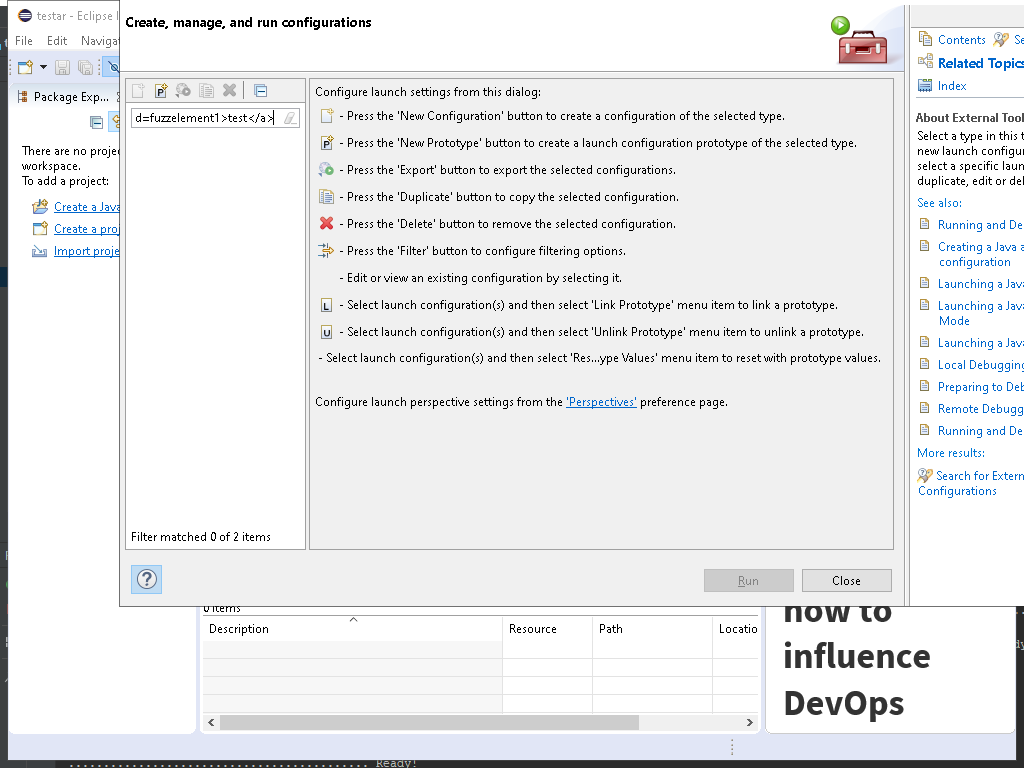 testar - Eclipse I
File Edit Navigat
Package Exp...
There are no proje
workspace.
To add a project:
Create a Java
Create a proj
Import proje
Create, manage, and run configurations
d=fuzzelement1>test</a>
Filter matched 0 of 2 items
Configure launch settings from this dialog:
- Press the 'New Configuration' button to create a configuration of the selected type.
- Press the 'New Prototype' button to create a launch configuration prototype of the selected type.
- Press the 'Export' button to export the selected configurations.
- Press the 'Duplicate' button to copy the selected configuration.
- Press the 'Delete' button to remove the selected configuration.
- Press the 'Filter' button to configure filtering options.
- Edit or view an existing configuration by selecting it.
L - Select launch configuration(s) and then select 'Link Prototype' menu item to link a prototype.
U - Select launch configuration(s) and then select 'Unlink Prototype' menu item to unlink a prototype.
- Select launch configuration(s) and then select 'Res...ype Values' menu item to reset with prototype values.
Configure launch perspective settings from the 'Perspectives' preference page.
Run Close
Contents Se
Related Topics
Index
About External Tool
Select a type in this t
new launch configur
select a specific laun
duplicate, edit or del
See also:
Running and De
Creating a Java a
configuration
Launching a Java
Launching a Java
Mode
Launching a Java
Local Debugging
Preparing to Deb
Remote Debugg
Running and De
More results:
Search for Extern
Configurations
0 items
Description Resource Path Locatio
how to
influence
DevOps
Ready!